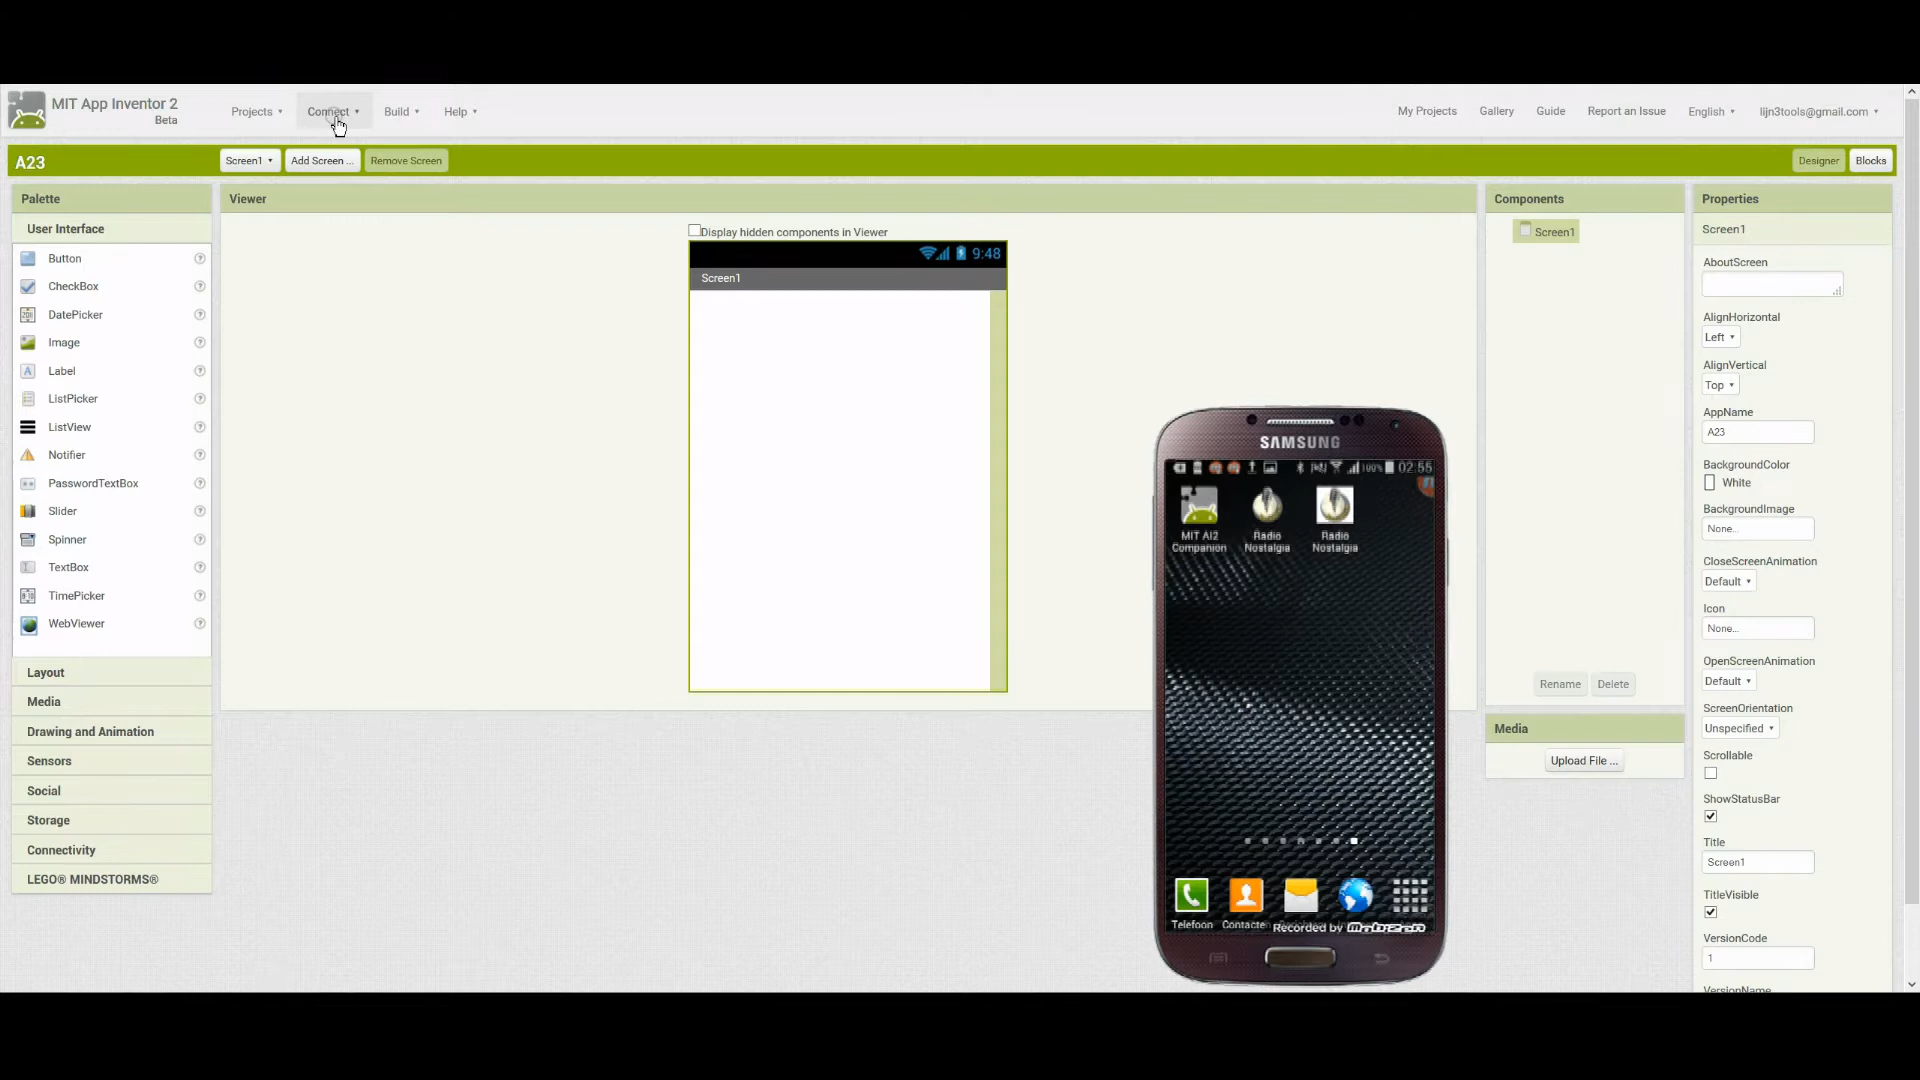 MIT App Inventor 2
Beta
Projects
Connect
Build
Help
My Projects
Gallery
Guide
Report an Issue
English
lijn3tools@gmail.com
A23
Screen1
Add Screen ...
Remove Screen
Designer
Blocks
Palette
User Interface
Button
CheckBox
DatePicker
Image
Label
ListPicker
ListView
Notifier
PasswordTextBox
Slider
Spinner
TextBox
TimePicker
WebViewer
Layout
Media
Drawing and Animation
Sensors
Social
Storage
Connectivity
LEGO® MINDSTORMS®
Viewer
Display hidden components in Viewer
9:48
Screen1
SAMSUNG
100% 02:55
MIT AI2
Companion
Radio
Nostalgia
Radio
Nostalgia
Telefoon
Contacte
Recorded by Mobizen
Components
Screen1
Rename
Delete
Media
Upload File ...
Properties
Screen1
AboutScreen
AlignHorizontal
Left
AlignVertical
Top
AppName
A23
BackgroundColor
White
BackgroundImage
None...
CloseScreenAnimation
Default
Icon
None...
OpenScreenAnimation
Default
ScreenOrientation
Unspecified
Scrollable
ShowStatusBar
Title
Screen1
TitleVisible
VersionCode
1
VersionName